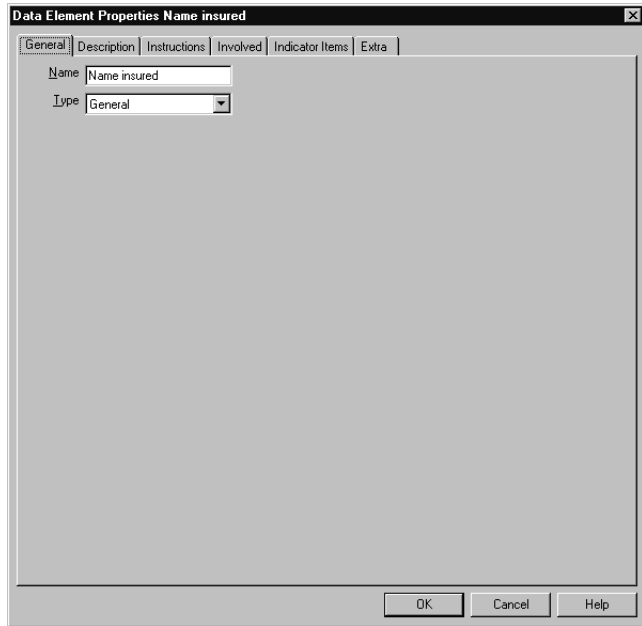 Data Element Properties Name insured
General Description Instructions Involved Indicator Items Extra
Name Name insured
Type General
OK Cancel Help